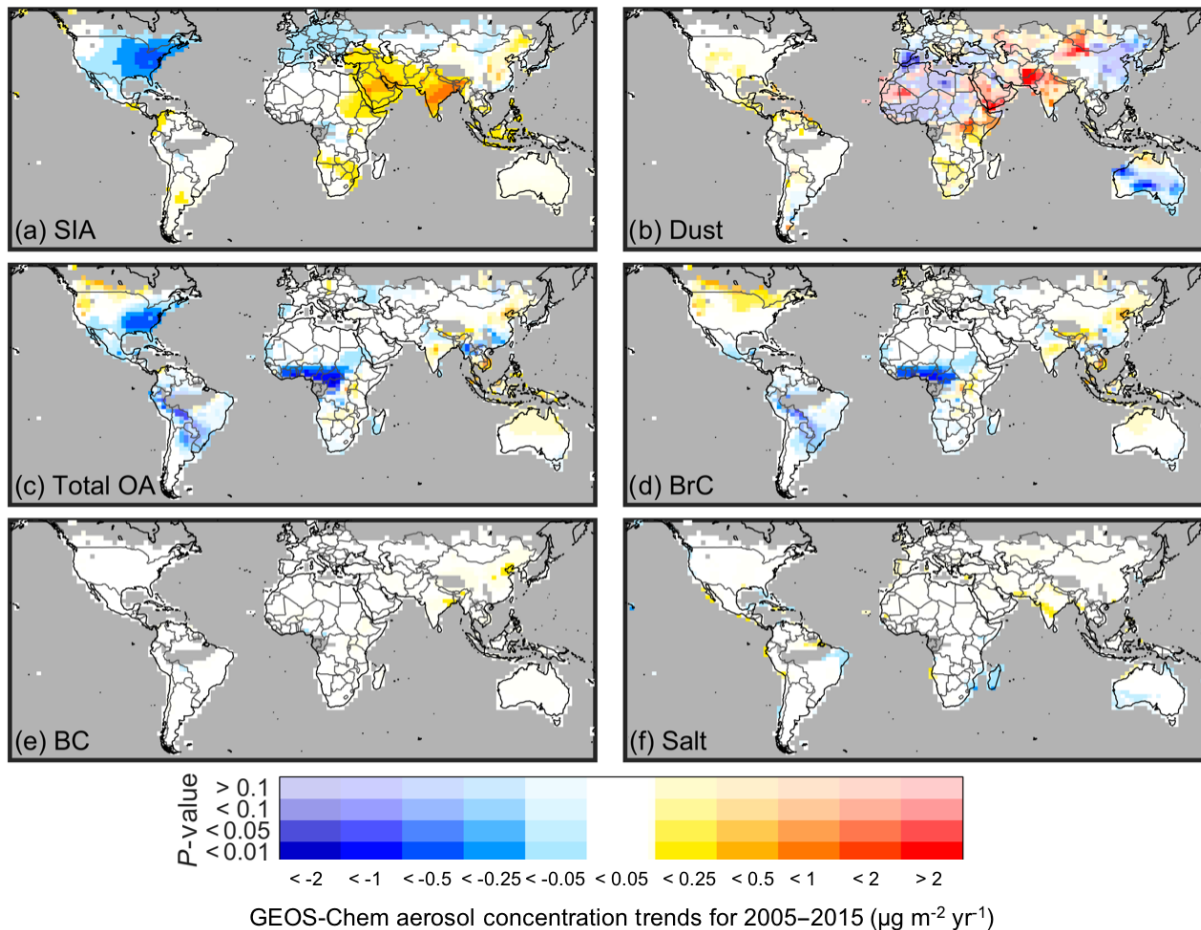 (a) SIA
(b) Dust
(c) Total OA
(d) BrC
(e) BC
(f) Salt
P-value
> 0.1
< 0.1
< 0.05
< 0.01
< -2 < -1 < -0.5 < -0.25 < -0.05 < 0.05 < 0.25 < 0.5 < 1 < 2 > 2
GEOS-Chem aerosol concentration trends for 2005–2015 (µg m⁻² yr⁻¹)